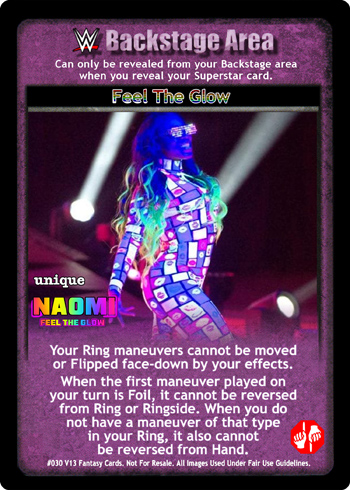 W Backstage Area
Can only be revealed from your Backstage area
when you reveal your Superstar card.
Feel The Glow
unique
NAOMI
FEEL THE GLOW
Your Ring maneuvers cannot be moved
or Flipped face-down by your effects.
When the first maneuver played on
your turn is Foil, it cannot be reversed
from Ring or Ringside. When you do
not have a maneuver of that type
in your Ring, it also cannot
be reversed from Hand.
#030 V13 Fantasy Cards. Not For Resale. All Images Used Under Fair Use Guidelines.